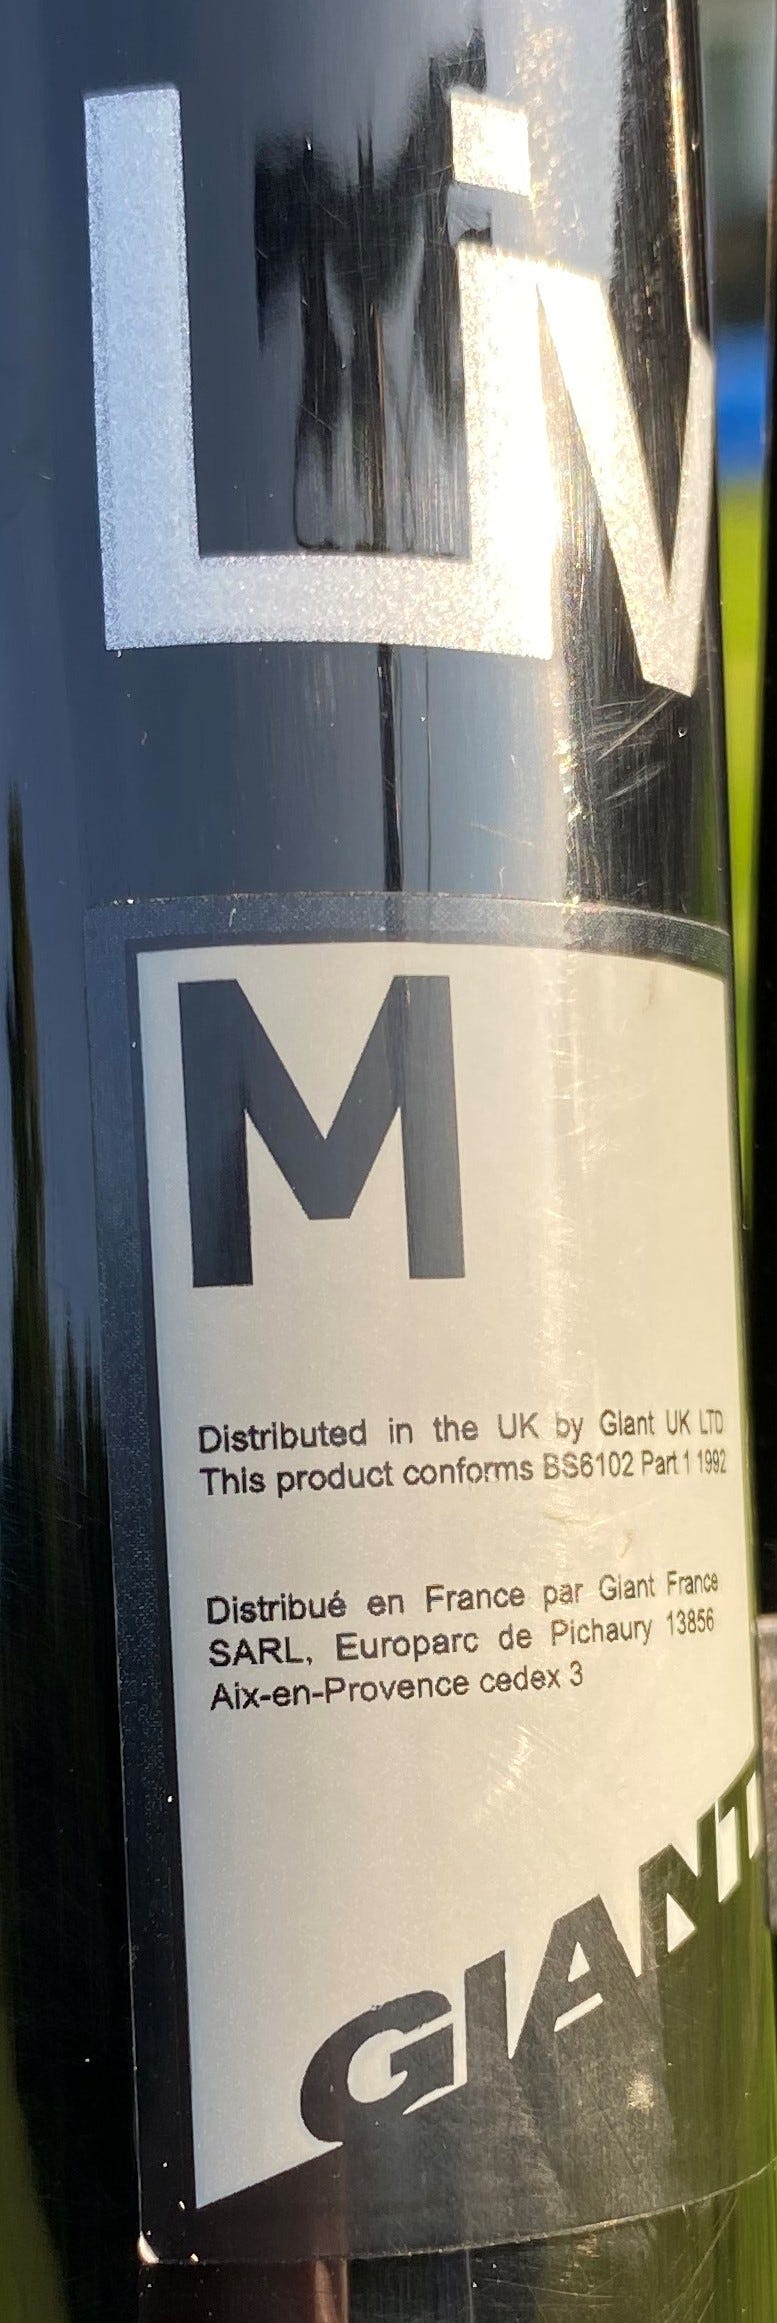 Liv
M
Distributed in the UK by Giant UK LTD
This product conforms BS6102 Part 1 1992
Distribué en France par Giant France
SARL, Europarc de Pichaury 13856
Aix-en-Provence cedex 3
GIANT